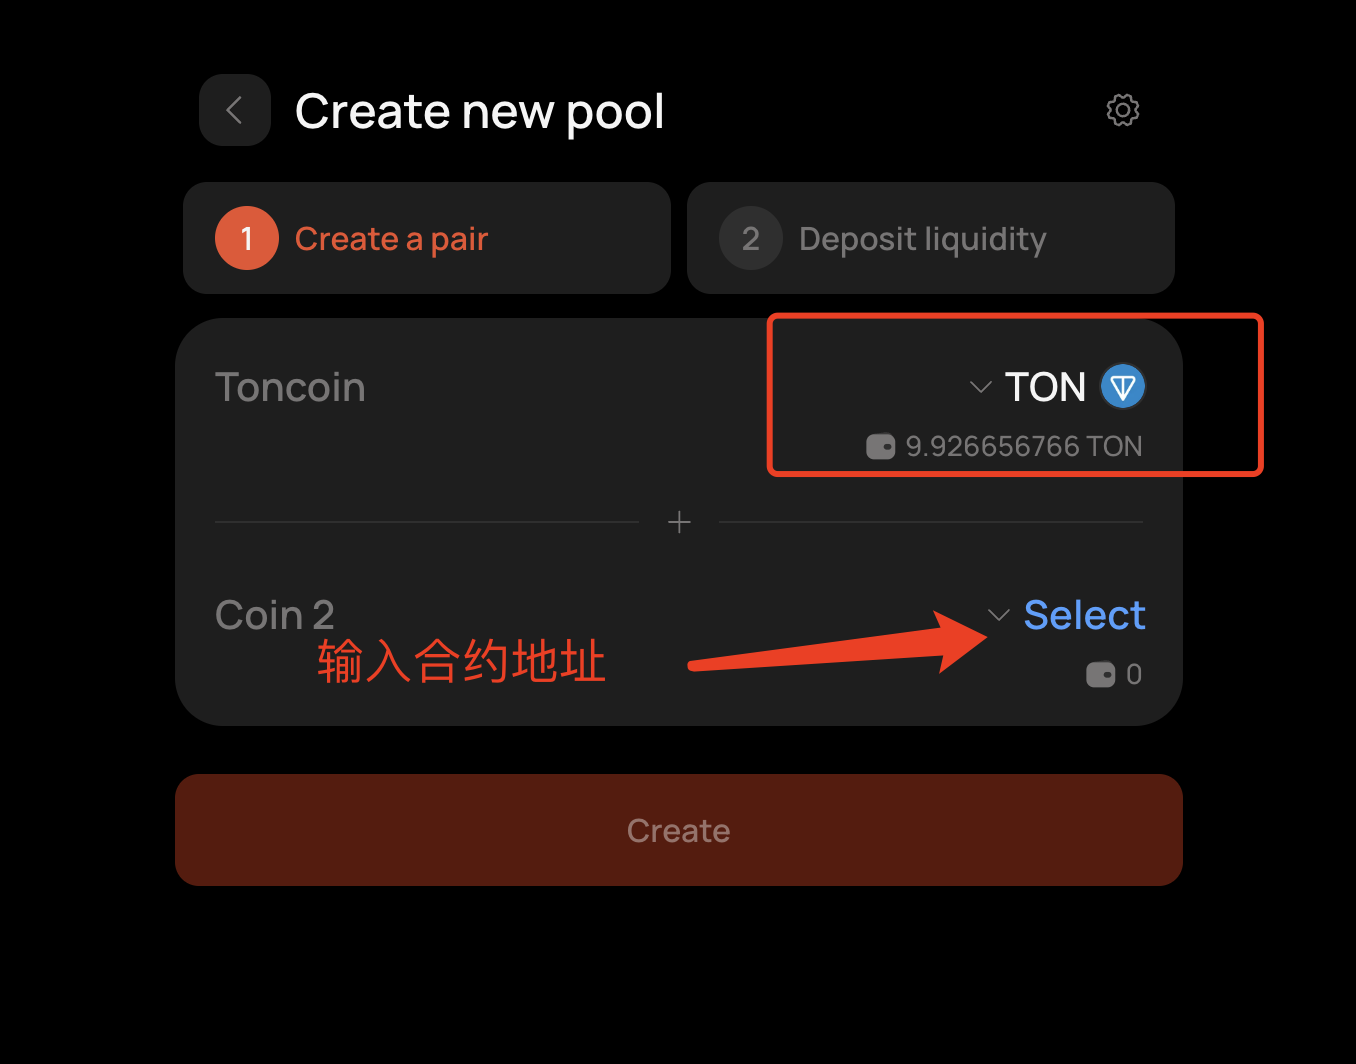 Create new pool
1 Create a pair
2 Deposit liquidity
Toncoin
TON
9.926656766 TON
Coin 2
Select
输入合约地址
0
Create